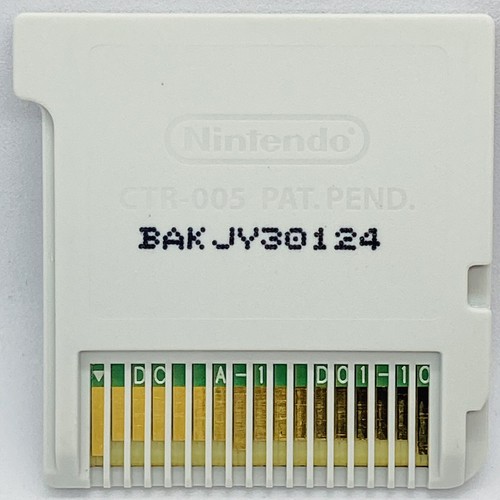 Nintendo
CTR-005 PAT. PEND.
BAKJY30124
DC A-1 D01-10